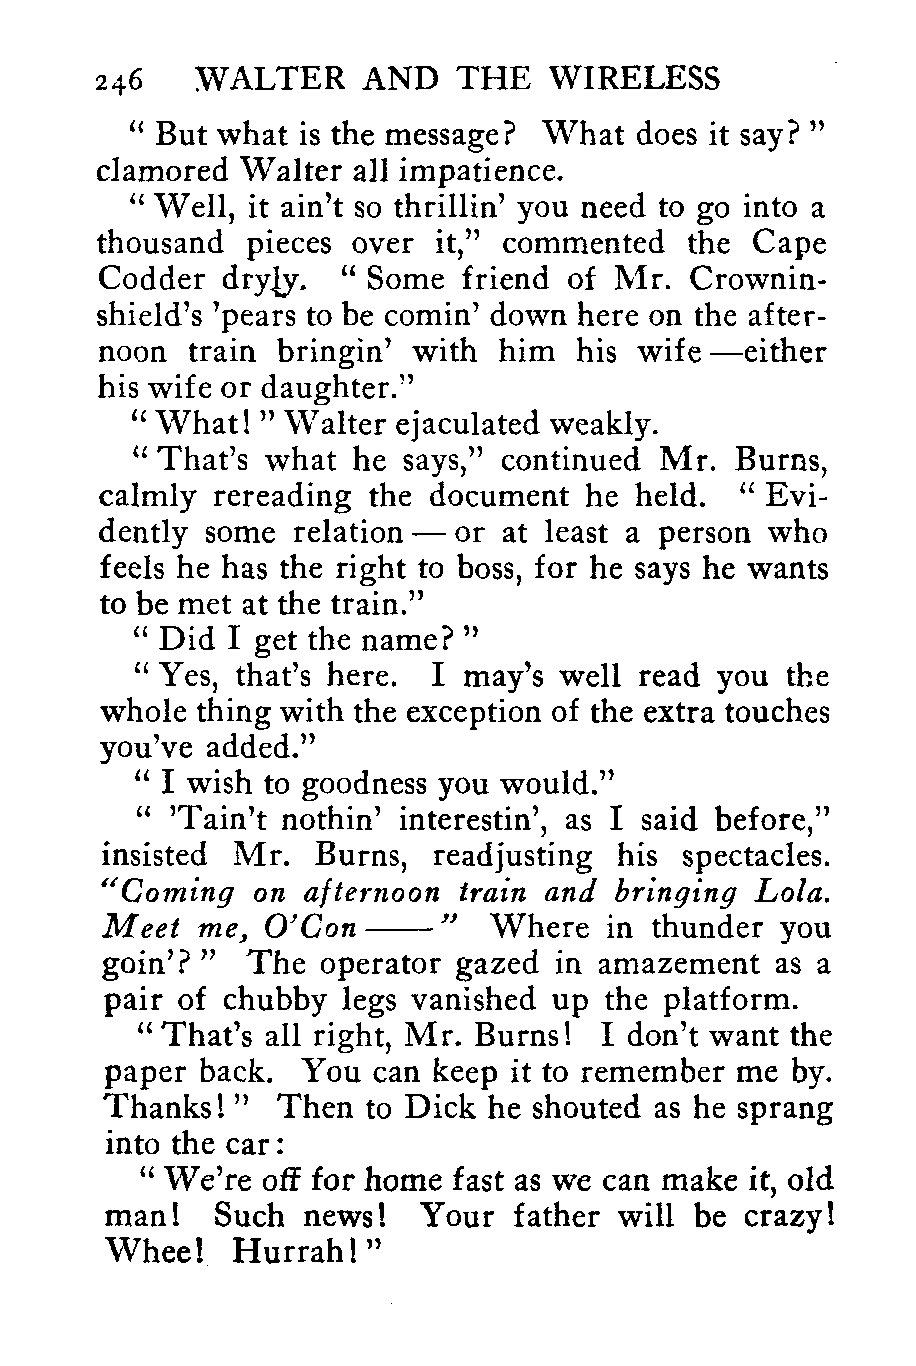 246 WALTER AND THE WIRELESS
“ But what is the message? What does it say? ”
clamored Walter all impatience.
“ Well, it ain’t so thrillin’ you need to go into a
thousand pieces over it,” commented the Cape
Codder dryly. “ Some friend of Mr. Crownin-
shield’s ’pears to be comin’ down here on the after-
noon train bringin’ with him his wife —either
his wife or daughter.”
“ What! ” Walter ejaculated weakly.
“ That’s what he says,” continued Mr. Burns,
calmly rereading the document he held. “ Evi-
dently some relation — or at least a person who
feels he has the right to boss, for he says he wants
to be met at the train.”
“ Did I get the name? ”
“ Yes, that’s here. I may’s well read you the
whole thing with the exception of the extra touches
you’ve added.”
“ I wish to goodness you would.”
“ ’Tain’t nothin’ interestin’, as I said before,”
insisted Mr. Burns, readjusting his spectacles.
“Coming on afternoon train and bringing Lola.
Meet me, O’Con——” Where in thunder you
goin’? ” The operator gazed in amazement as a
pair of chubby legs vanished up the platform.
“ That’s all right, Mr. Burns! I don’t want the
paper back. You can keep it to remember me by.
Thanks! ” Then to Dick he shouted as he sprang
into the car:
“ We’re off for home fast as we can make it, old
man! Such news! Your father will be crazy!
Whee! Hurrah! ”